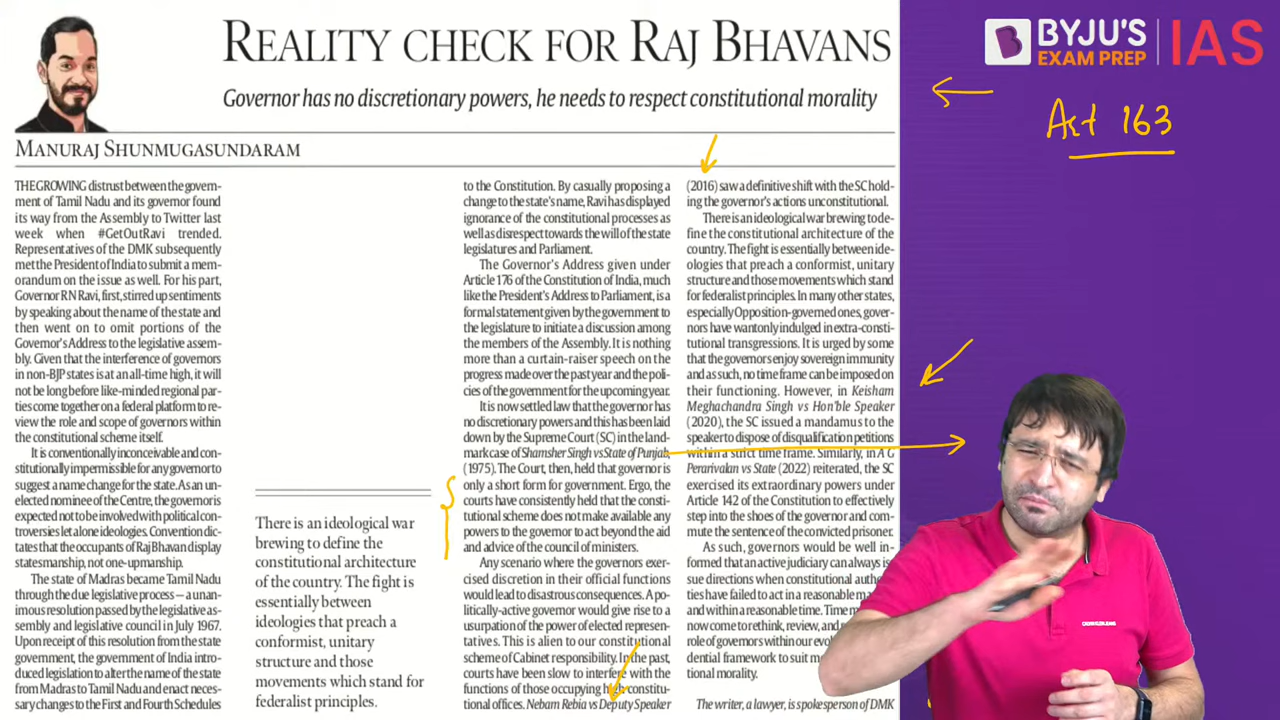 REALITY CHECK FOR RAJ BHAVANS
Governor has no discretionary powers, he needs to respect constitutional morality
MANURAJ SHUNMUGASUNDARAM
THE GROWING distrust between the govern-
ment of Tamil Nadu and its governor found
its way from the Assembly to Twitter last
week when #GetOutRavi trended.
Representatives of the DMK subsequently
met the President of India to submit a mem-
orandum on the issue as well. For his part,
Governor RN Ravi, first, stirred up sentiments
by speaking about the name of the state and
then went on to omit portions of the
Governor's Address to the legislative assem-
bly. Given that the interference of governors
in non-BJP states is at an all-time high, it will
not be long before like-minded regional par-
ties come together on a federal platform to re-
view the role and scope of governors within
the constitutional scheme itself.
It is conventionally inconceivable and con-
stitutionally impermissible for any governor to
suggest a name change for the state. As an un-
elected nominee of the Centre, the governor is
expected not to be involved with political con-
troversies let alone ideologies. Convention dic-
tates that the occupants of Raj Bhavan display
statesmanship, not one-upmanship.
The state of Madras became Tamil Nadu
through the due legislative process — a unan-
imous resolution passed by the legislative as-
sembly and legislative council in July 1967.
Upon receipt of this resolution from the state
government, the government of India intro-
duced legislation to alter the name of the state
from Madras to Tamil Nadu and enact neces-
sary changes to the First and Fourth Schedules
There is an ideological war
brewing to define the
constitutional architecture
of the country. The fight is
essentially between
ideologies that preach a
conformist, unitary
structure and those
movements which stand for
federalist principles.
to the Constitution. By casually proposing a
change to the state's name, Ravi has displayed
ignorance of the constitutional processes as
well as disrespect towards the will of the state
legislatures and Parliament.
The Governor's Address given under
Article 176 of the Constitution of India, much
like the President's Address to Parliament, is a
formal statement given by the government to
the legislature to initiate a discussion among
the members of the Assembly. It is nothing
more than a curtain-raiser speech on the
progress made over the past year and the poli-
cies of the government for the upcoming year.
It is now settled law that the governor has
no discretionary powers and this has been laid
down by the Supreme Court (SC) in the land-
mark case of Shamsher Singh vs State of Punjab,
(1975). The Court, then, held that governor is
only a short form for government. Ergo, the
courts have consistently held that the consti-
tutional scheme does not make available any
powers to the governor to act beyond the aid
and advice of the council of ministers.
Any scenario where the governors exer-
cised discretion in their official functions
would lead to disastrous consequences. A po-
litically-active governor would give rise to a
usurpation of the power of elected represen-
tatives. This is alien to our constitutional
scheme of Cabinet responsibility. In the past,
courts have been slow to interfere with the
functions of those occupying high constitu-
tional offices. Nebam Rebia vs Deputy Speaker
(2016) saw a definitive shift with the SC hold-
ing the governor's actions unconstitutional.
There is an ideological war brewing to de-
fine the constitutional architecture of the
country. The fight is essentially between ide-
ologies that preach a conformist, unitary
structure and those movements which stand
for federalist principles. In many other states,
especially Opposition-governed ones, gover-
nors have wantonly indulged in extra-consti-
tutional transgressions. It is urged by some
that the governors enjoy sovereign immunity
and as such, no time frame can be imposed on
their functioning. However, in Keisham
Meghachandra Singh vs Hon'ble Speaker
(2020), the SC issued a mandamus to the
speaker to dispose of disqualification petitions
within a strict time frame. Similarly, in A G
Perarivalan vs State (2022) reiterated, the SC
exercised its extraordinary powers under
Article 142 of the Constitution to effectively
step into the shoes of the governor and com-
mute the sentence of the convicted prisoner.
As such, governors would be well in-
formed that an active judiciary can always is-
sue directions when constitutional
ties have failed to act in a reasonable
and within a reasonable time.
now come to rethink, review, and
role of governors within our
dential framework to suit
tional morality.
The writer, a lawyer, is spokesperson of DMK
BYJU'S
EXAM PREP
IAS
Act 163